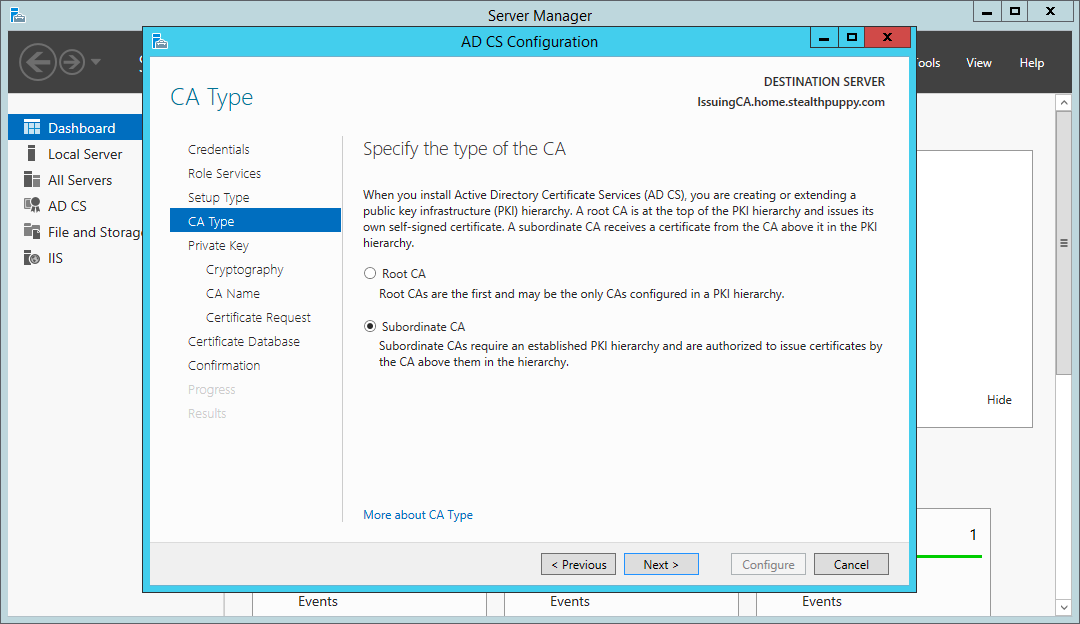 Server Manager
AD CS Configuration
View
Help
DESTINATION SERVER
IssuingCA.home.stealthpuppy.com
CA Type
Dashboard
Local Server
All Servers
AD CS
File and Storag
IIS
Credentials
Role Services
Setup Type
CA Type
Private Key
Cryptography
CA Name
Certificate Request
Certificate Database
Confirmation
Progress
Results
Specify the type of the CA
When you install Active Directory Certificate Services (AD CS), you are creating or extending a
public key infrastructure (PKI) hierarchy. A root CA is at the top of the PKI hierarchy and issues its
own self-signed certificate. A subordinate CA receives a certificate from the CA above it in the PKI
hierarchy.
Root CA
Root CAs are the first and may be the only CAs configured in a PKI hierarchy.
Subordinate CA
Subordinate CAs require an established PKI hierarchy and are authorized to issue certificates by
the CA above them in the hierarchy.
More about CA Type
Hide
1
< Previous
Next >
Configure
Cancel
Events
Events
Events